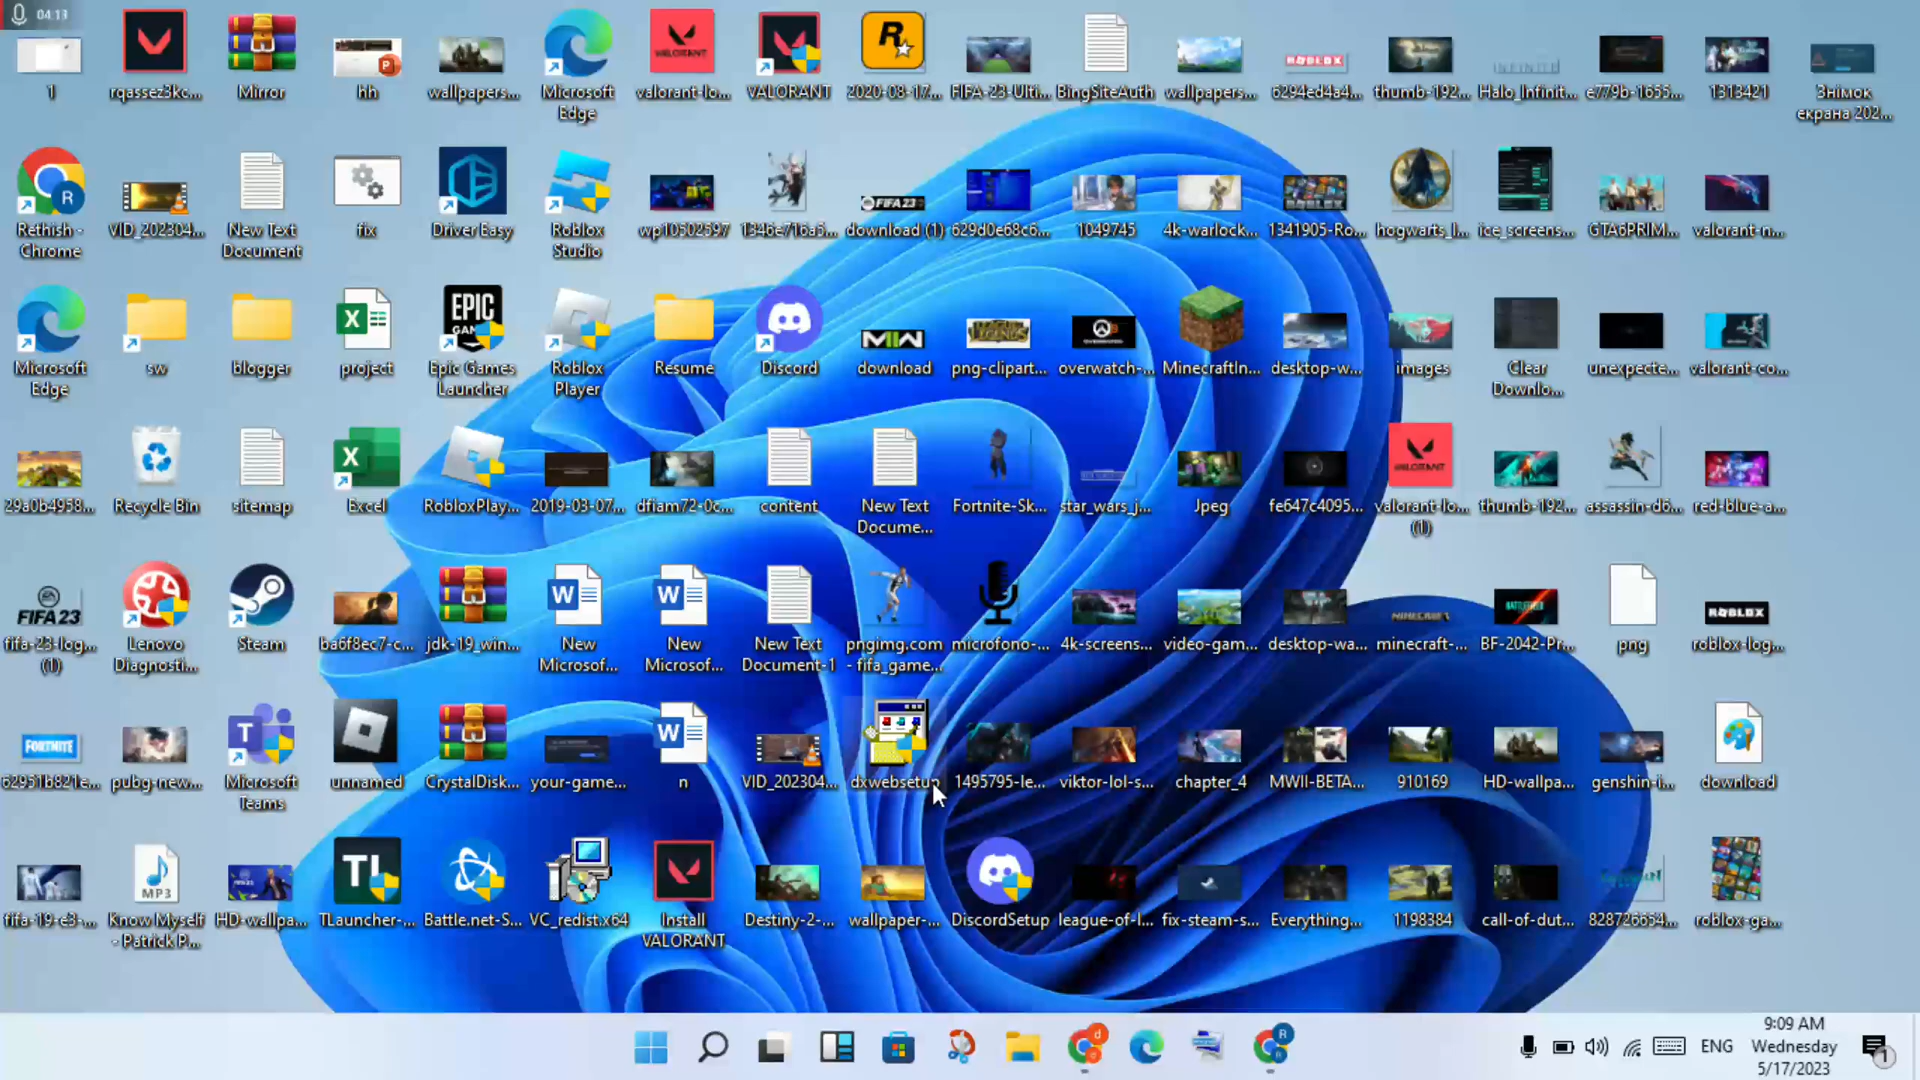 04:13
1
rqassez3kc...
Mirror
hh
wallpapers...
Microsoft
Edge
valorant-lo...
VALORANT
2020-08-17...
FIFA-23-Ulti...
BingSiteAuth
wallpapers...
6294ed4a4...
thumb-192...
Halo_Infinit...
e779b-1655...
1313421
Знімок
екрана 202...
Rethish -
Chrome
VID_202304...
New Text
Document
fix
Driver Easy
Roblox
Studio
wp10502597
1346e716a5...
download (1)
629d0e68c6...
1049745
4k-warlock...
1341905-Ro...
hogwarts_l...
ice_screens...
GTA6PRIM...
valorant-n...
Microsoft
Edge
sw
blogger
project
Epic Games
Launcher
Roblox
Player
Resume
Discord
download
png-clipart...
overwatch-...
MinecraftIn...
desktop-w...
images
Clear
Downlo...
unexpecte...
valorant-co...
29a0b4958...
Recycle Bin
sitemap
Excel
RobloxPlay...
2019-03-07...
dfiam72-0c...
content
New Text
Docume...
Fortnite-Sk...
star_wars_j...
Jpeg
fe647c4095...
valorant-lo...
(1)
thumb-192...
assassin-d6...
red-blue-a...
fifa-23-log...
(1)
Lenovo
Diagnosti...
Steam
ba6f8ec7-c...
jdk-19_win...
New
Microsof...
New
Microsof...
New Text
Document-1
pngimg.com
- fifa_game...
microfono-...
4k-screens...
video-gam...
desktop-wa...
minecraft-...
BF-2042-Pr...
png
roblox-log...
62951b821e...
pubg-new...
Microsoft
Teams
unnamed
CrystalDisk...
your-game...
n
VID_202304...
dxwebsetup
1495795-le...
viktor-lol-s...
chapter_4
MWII-BETA...
910169
HD-wallpa...
genshin-i...
download
fifa-19-e3-...
Know Myself
- Patrick P...
HD-wallpa...
TLauncher-...
Battle.net-S...
VC_redist.x64
Install
VALORANT
Destiny-2-...
wallpaper-...
DiscordSetup
league-of-l...
fix-steam-s...
Everything...
1198384
call-of-dut...
828726654...
roblox-ga...
ENG
9:09 AM
Wednesday
5/17/2023
1